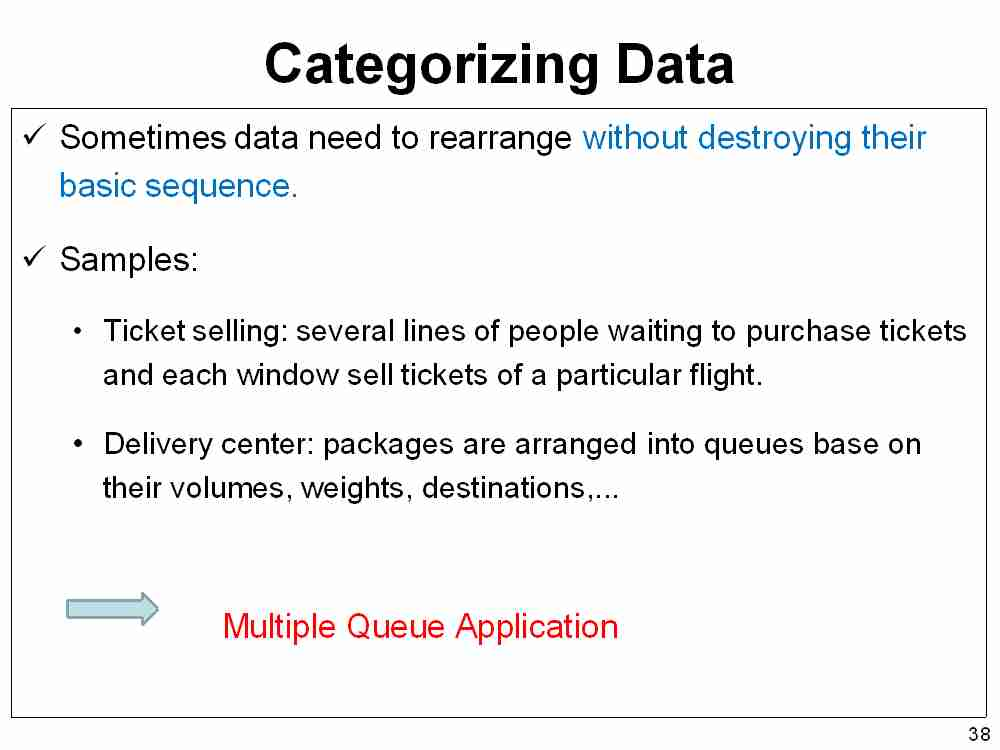 Categorizing Data
✓ Sometimes data need to rearrange without destroying their
basic sequence.
✓ Samples:
• Ticket selling: several lines of people waiting to purchase tickets
and each window sell tickets of a particular flight.
• Delivery center: packages are arranged into queues base on
their volumes, weights, destinations,...
Multiple Queue Application
38